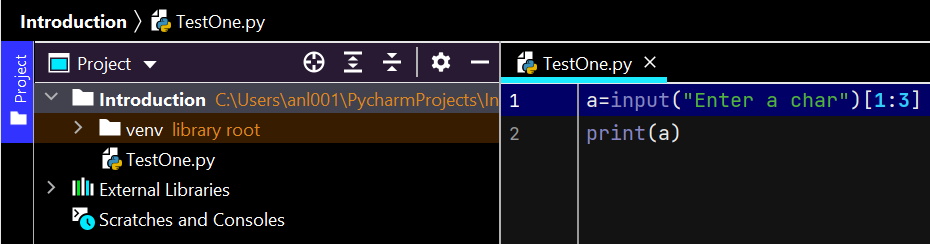 Introduction 〉 TestOne.py
Project
Project
TestOne.py ×
Introduction C:\Users\anl001\PycharmProjects\In
venv library root
TestOne.py
External Libraries
Scratches and Consoles
1 a=input("Enter a char")[1:3]
2 print(a)